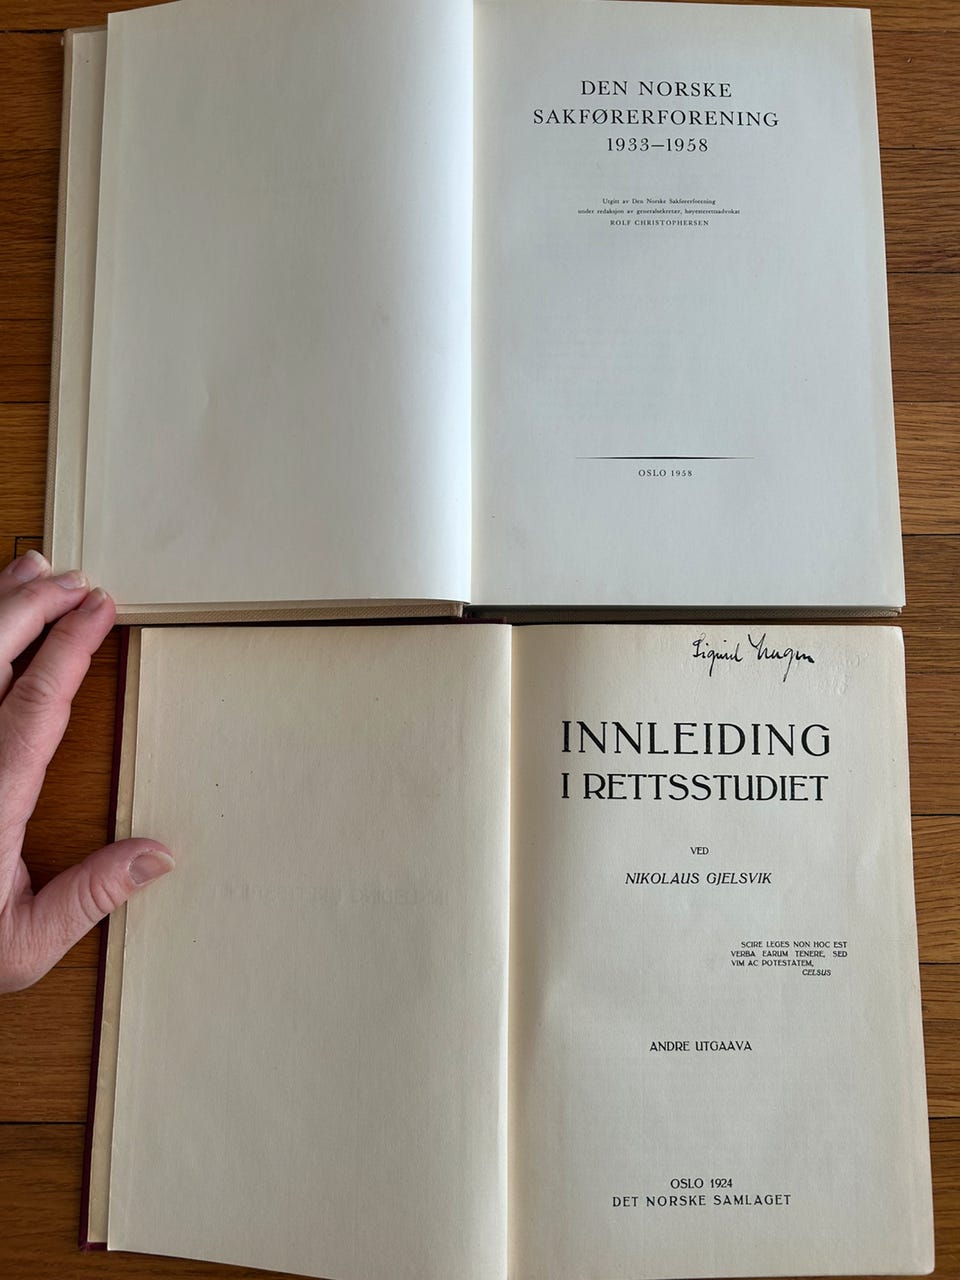 DEN NORSKE
SAKFØRERFORENING
1933–1958
Utgitt av Den Norske Sakførerforening
under redaksjon av generalsekretær, høyesterettsadvokat
ROLF CHRISTOPHERSEN
OSLO 1958
Sigurd
INNLEIDING
I RETTSSTUDIET
VED
NIKOLAUS GJELSVIK
SCIRE LEGES NON HOC EST
VERBA EARUM TENERE, SED
VIM AC POTESTATEM,
CELSUS
ANDRE UTGAAVA
OSLO 1924
DET NORSKE SAMLAGET